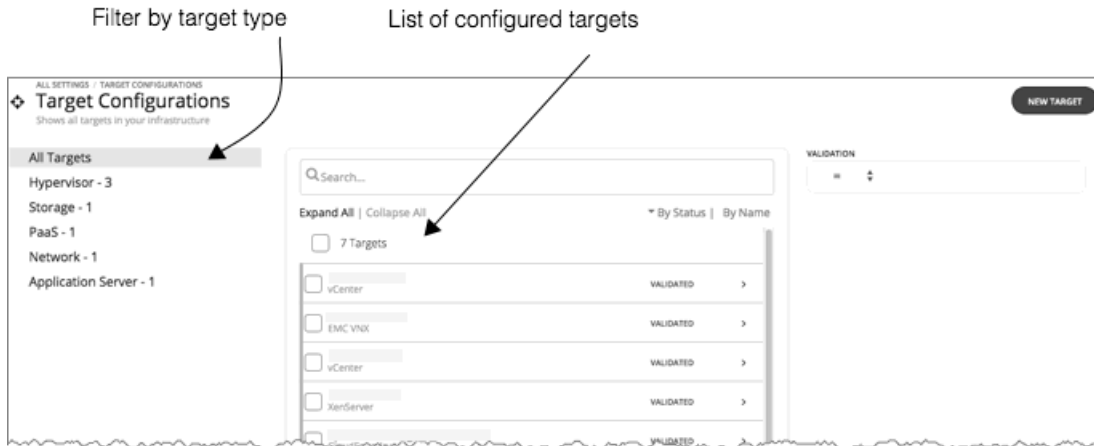 Filter by target type
List of configured targets
ALL SETTINGS / TARGET CONFIGURATIONS
Target Configurations
Shows all targets in your infrastructure
NEW TARGET
All Targets
Hypervisor - 3
Storage - 1
PaaS - 1
Network - 1
Application Server - 1
Search...
Expand All | Collapse All
By Status | By Name
7 Targets
vCenter VALIDATED
EMC VNX VALIDATED
vCenter VALIDATED
XenServer VALIDATED
VALIDATED
VALIDATION
=